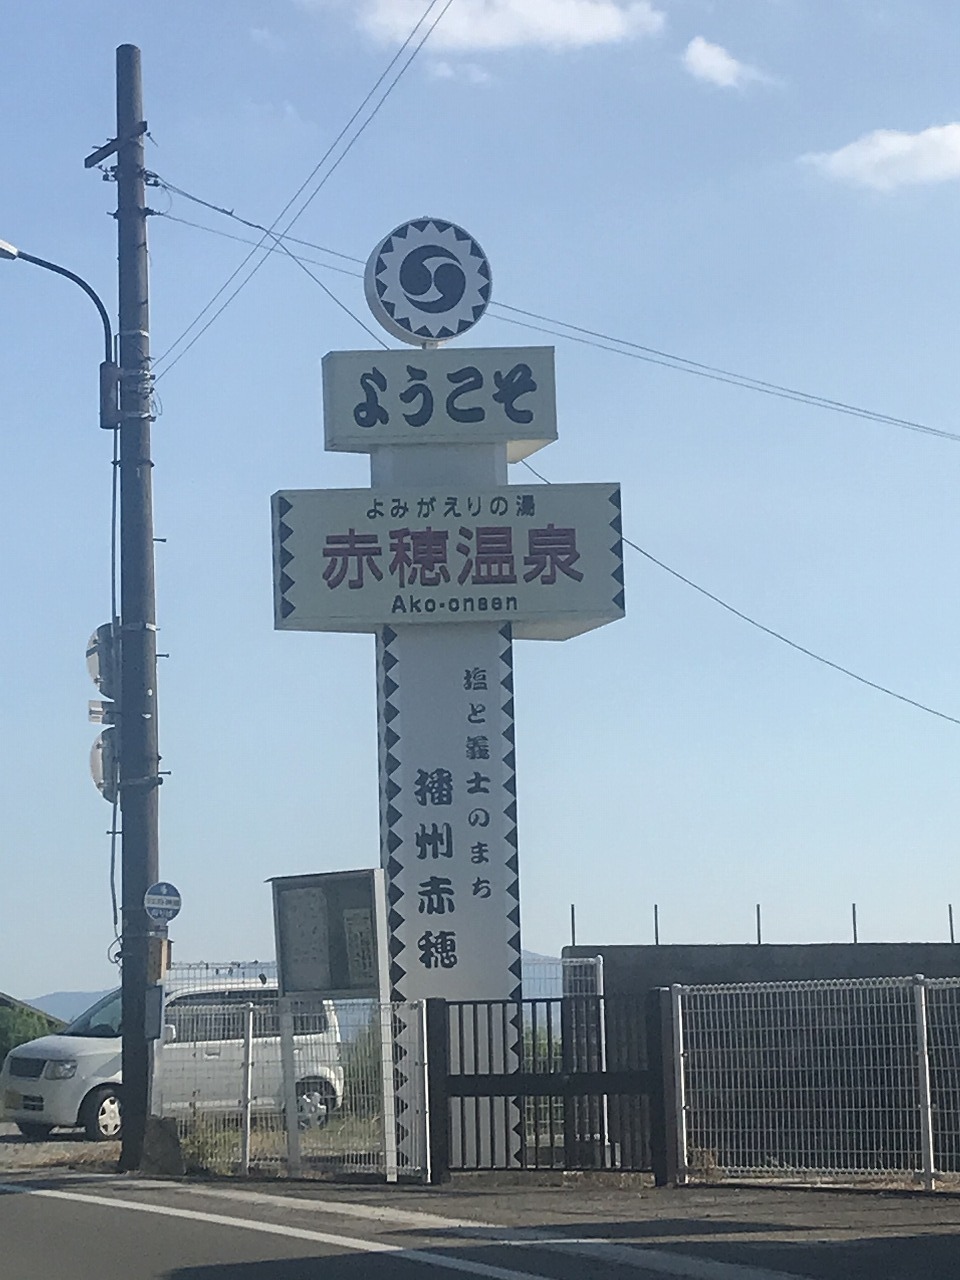 ようこそ
よみがえりの湯
赤穂温泉
Ako-onsen
塩と義士のまち
播州赤穂